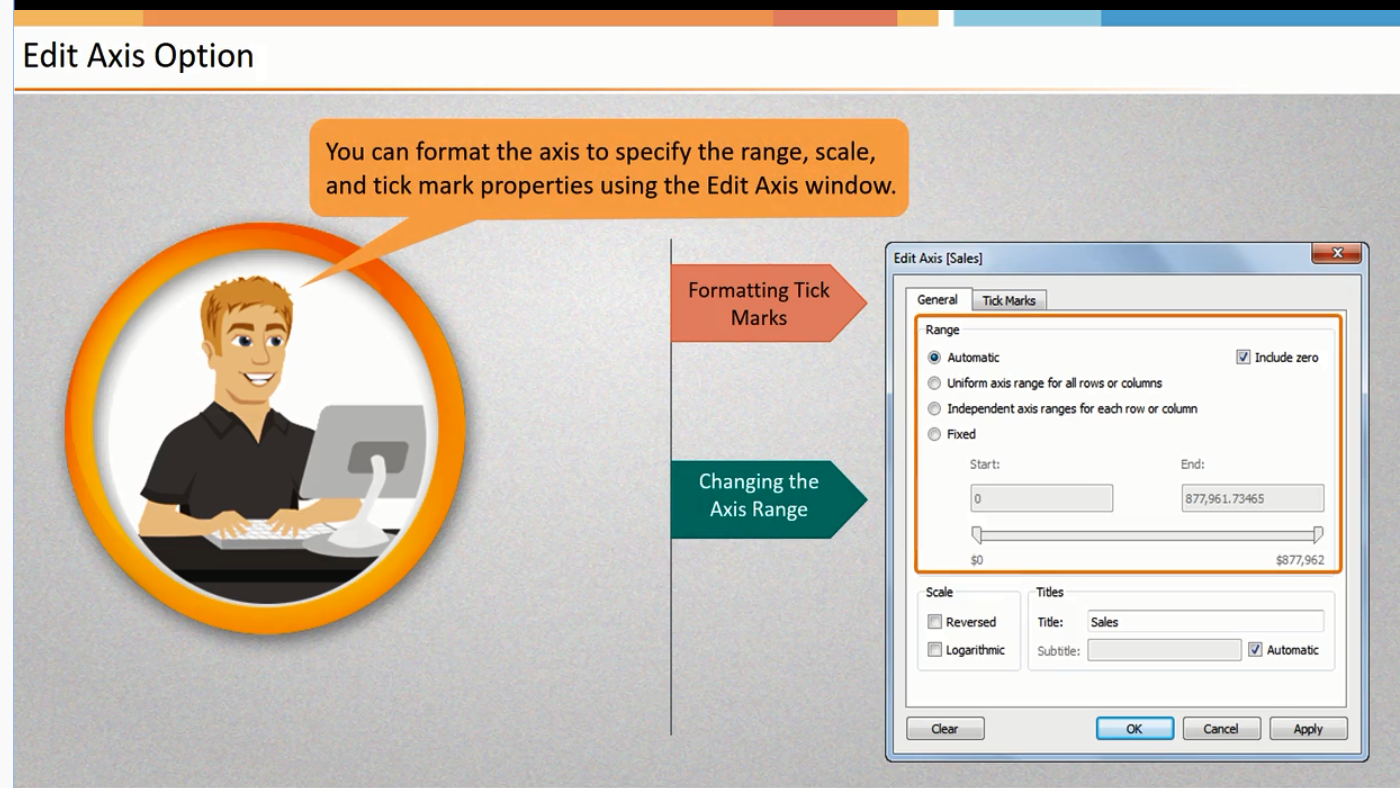 Edit Axis Option
You can format the axis to specify the range, scale,
and tick mark properties using the Edit Axis window.
Formatting Tick
Marks
Changing the
Axis Range
Edit Axis [Sales]
General Tick Marks
Range
Automatic Include zero
Uniform axis range for all rows or columns
Independent axis ranges for each row or column
Fixed
Start: End:
0 877,961.73465
$0 $877,962
Scale Titles
Reversed Title: Sales
Logarithmic Subtitle: Automatic
Clear OK Cancel Apply